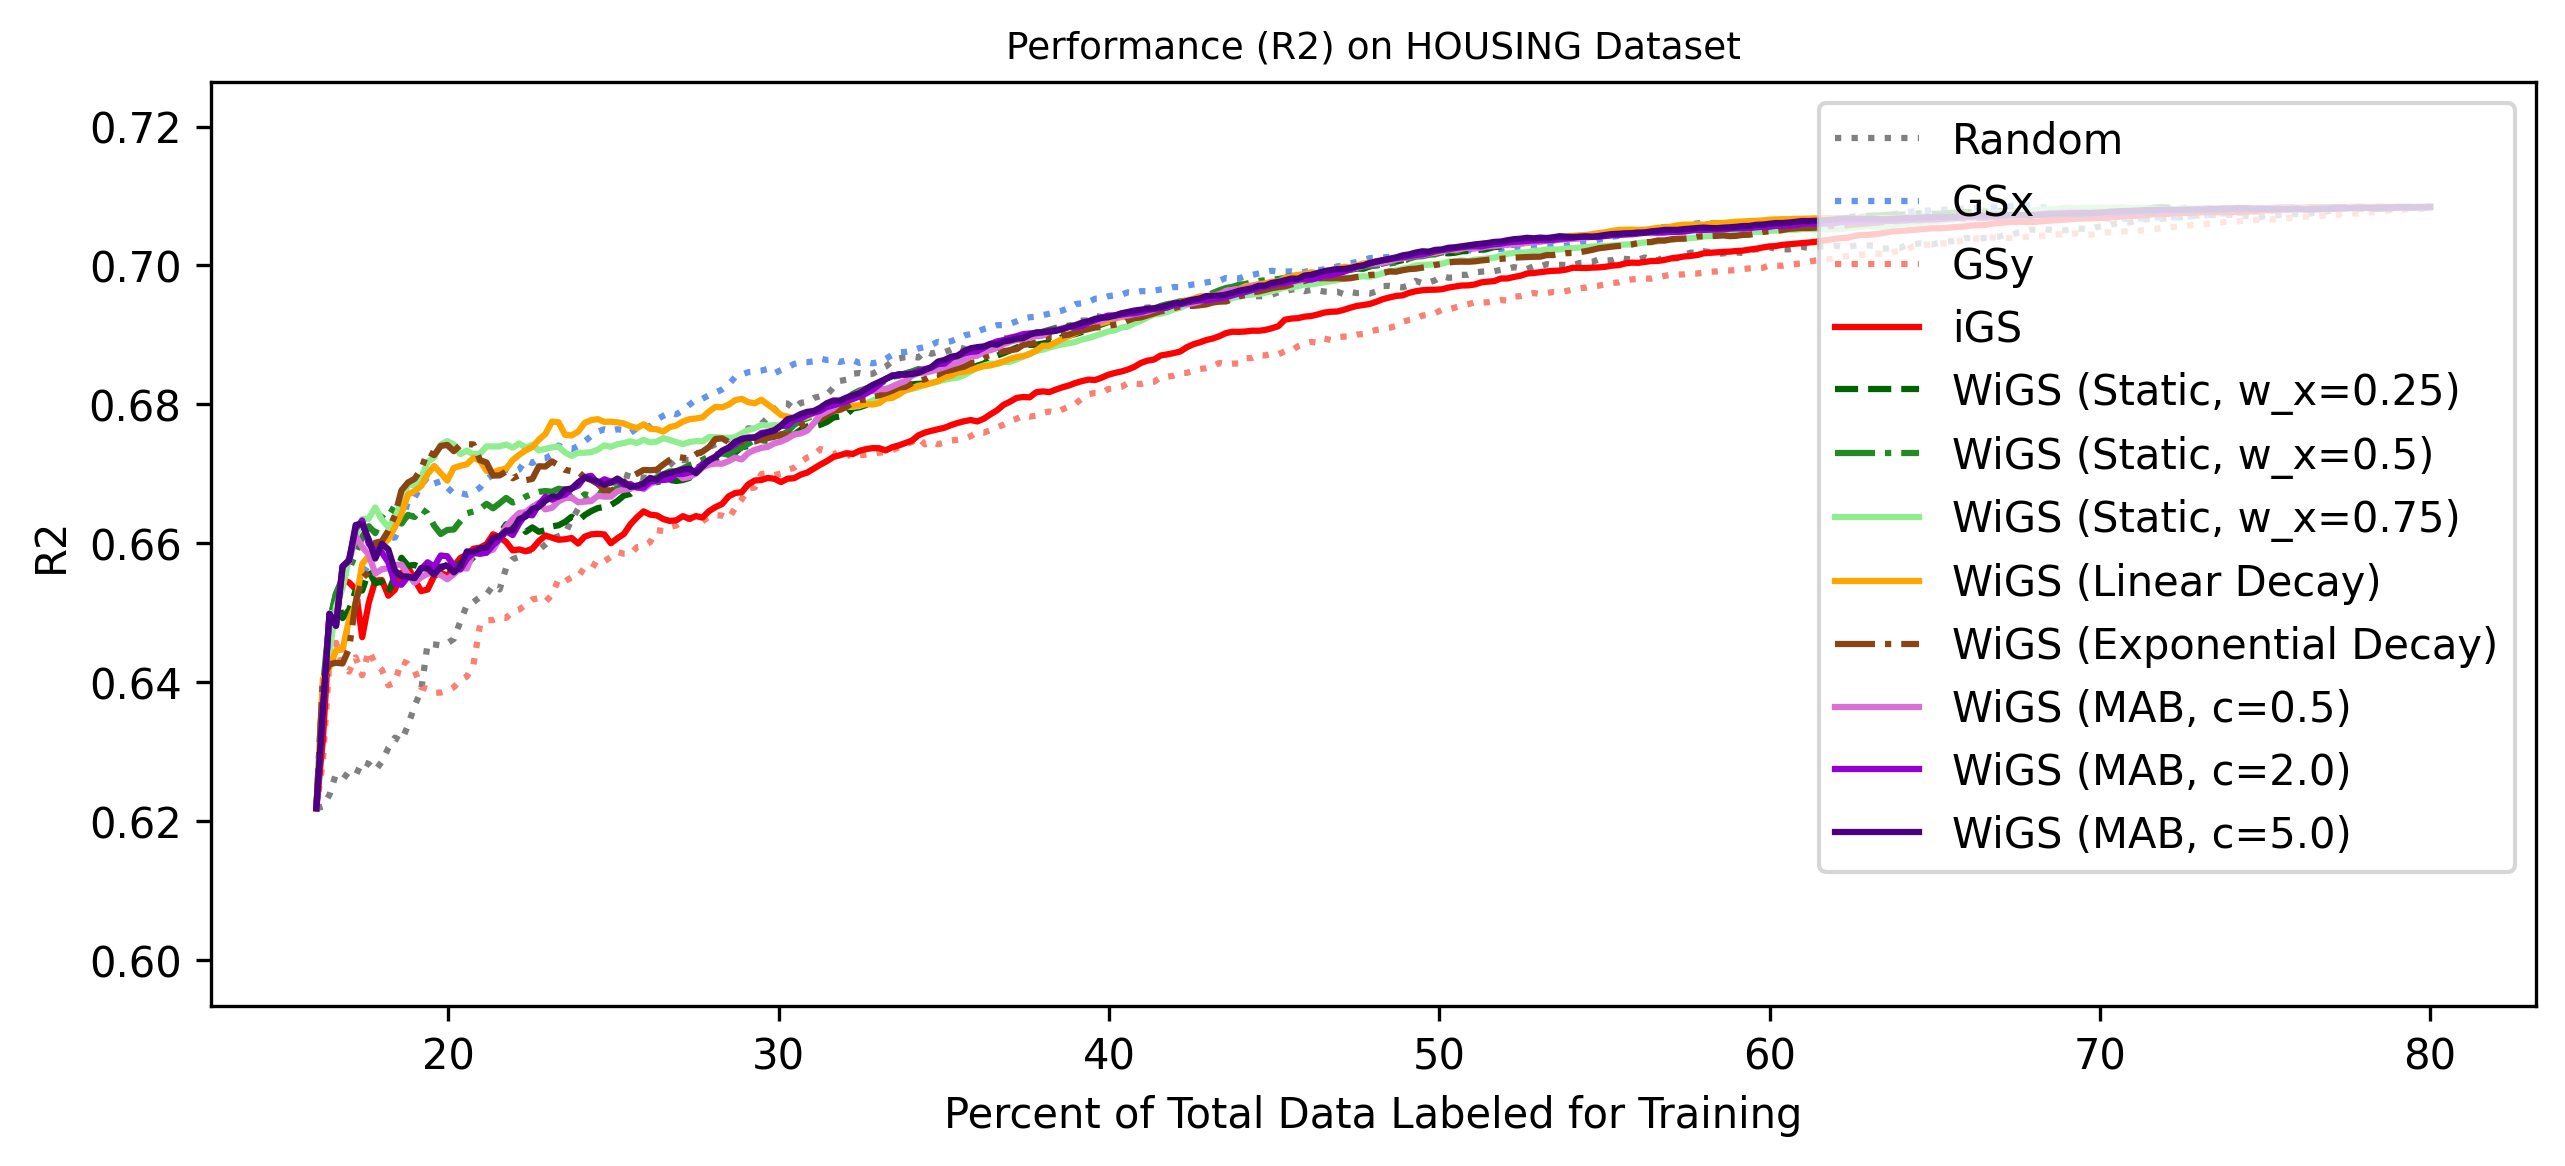 Performance (R2) on HOUSING Dataset
0.72
0.70
0.68
0.66
0.64
0.62
0.60
R2
20
30
40
50
60
70
80
Percent of Total Data Labeled for Training
Random
GSx
GSy
iGS
WiGS (Static, w_x=0.25)
WiGS (Static, w_x=0.5)
WiGS (Static, w_x=0.75)
WiGS (Linear Decay)
WiGS (Exponential Decay)
WiGS (MAB, c=0.5)
WiGS (MAB, c=2.0)
WiGS (MAB, c=5.0)